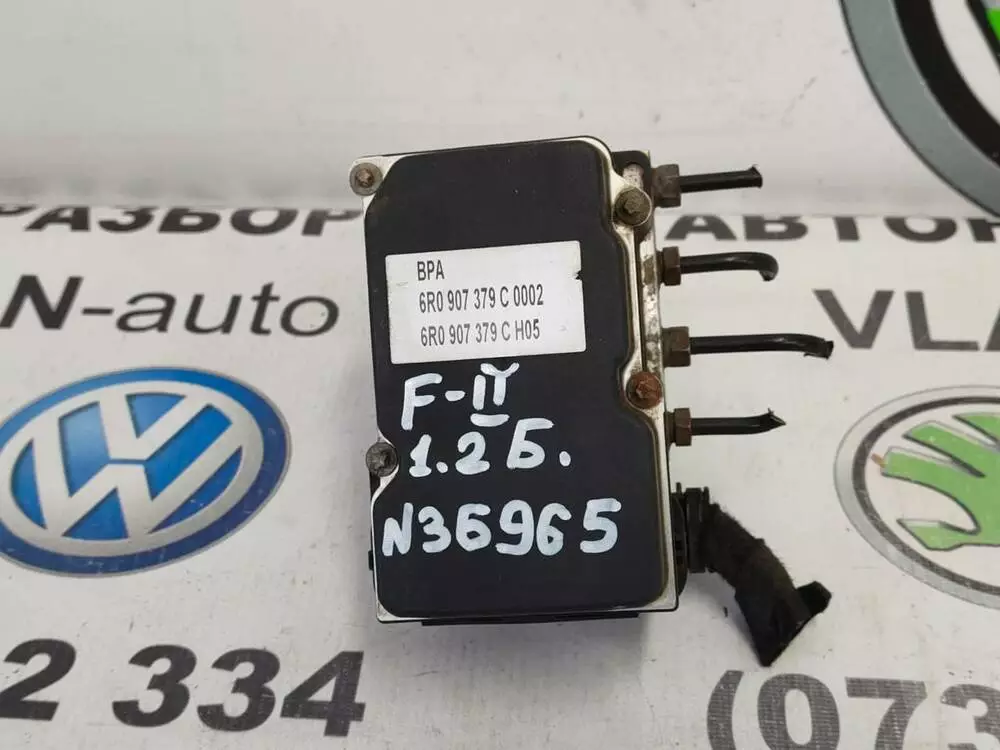 РАЗБОР
АВТОР
N-auto
VLA
BPA
6R0 907 379 C 0002
6R0 907 379 C H05
F-II
1.2 Б.
N36965
2 334
(073